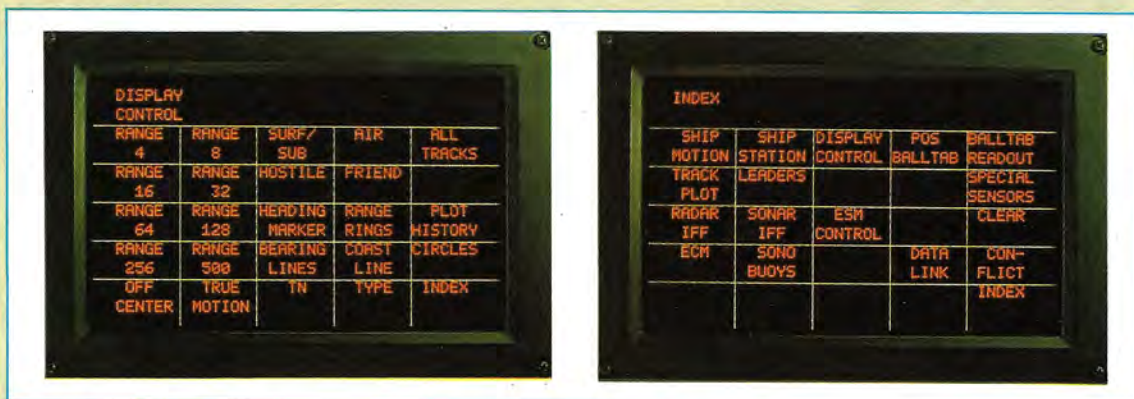 DISPLAY
CONTROL
RANGE RANGE SURF/ AIR ALL
4 8 SUB TRACKS
RANGE RANGE HOSTILE FRIEND
16 32
RANGE RANGE HEADING RANGE PLOT
64 128 MARKER RINGS HISTORY
RANGE RANGE BEARING COAST CIRCLES
256 500 LINES LINE
OFF TRUE TN TYPE INDEX
CENTER MOTION
INDEX
SHIP SHIP DISPLAY POS BALLTAB
MOTION STATION CONTROL BALLTAB READOUT
TRACK LEADERS SPECIAL
PLOT SENSORS
RADAR SONAR ESM CLEAR
IFF IFF CONTROL
ECM SONO DATA CON-
BUOYS LINK FLICT
INDEX